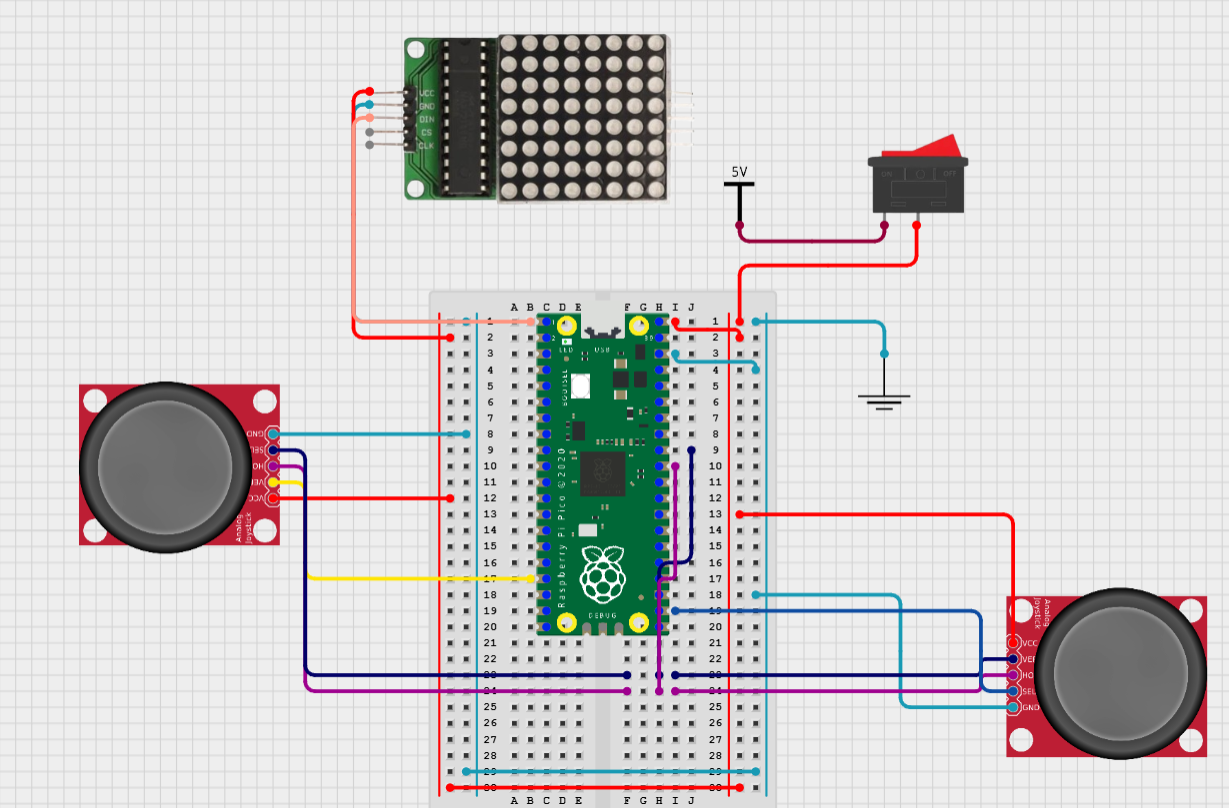 VCC
GND
DIN
CS
CLK
5V
ON
OFF
A B C D E F G H I J
1 1
2 2
3 3
4 4
5 5
6 6
7 7
8 8
9 9
10 10
11 11
12 12
13 13
14 14
15 15
16 16
17 17
18 18
19 19
20 20
21 21
22 22
23 23
24 24
25 25
26 26
27 27
28 28
29 29
30 30
A B C D E F G H I J
LED
USB
BOOTSEL
Raspberry Pi Pico © 2020
DEBUG
GND
SEL
VCC
Analog
Joystick
Analog
Joystick
VCC
VER
SEL
GND